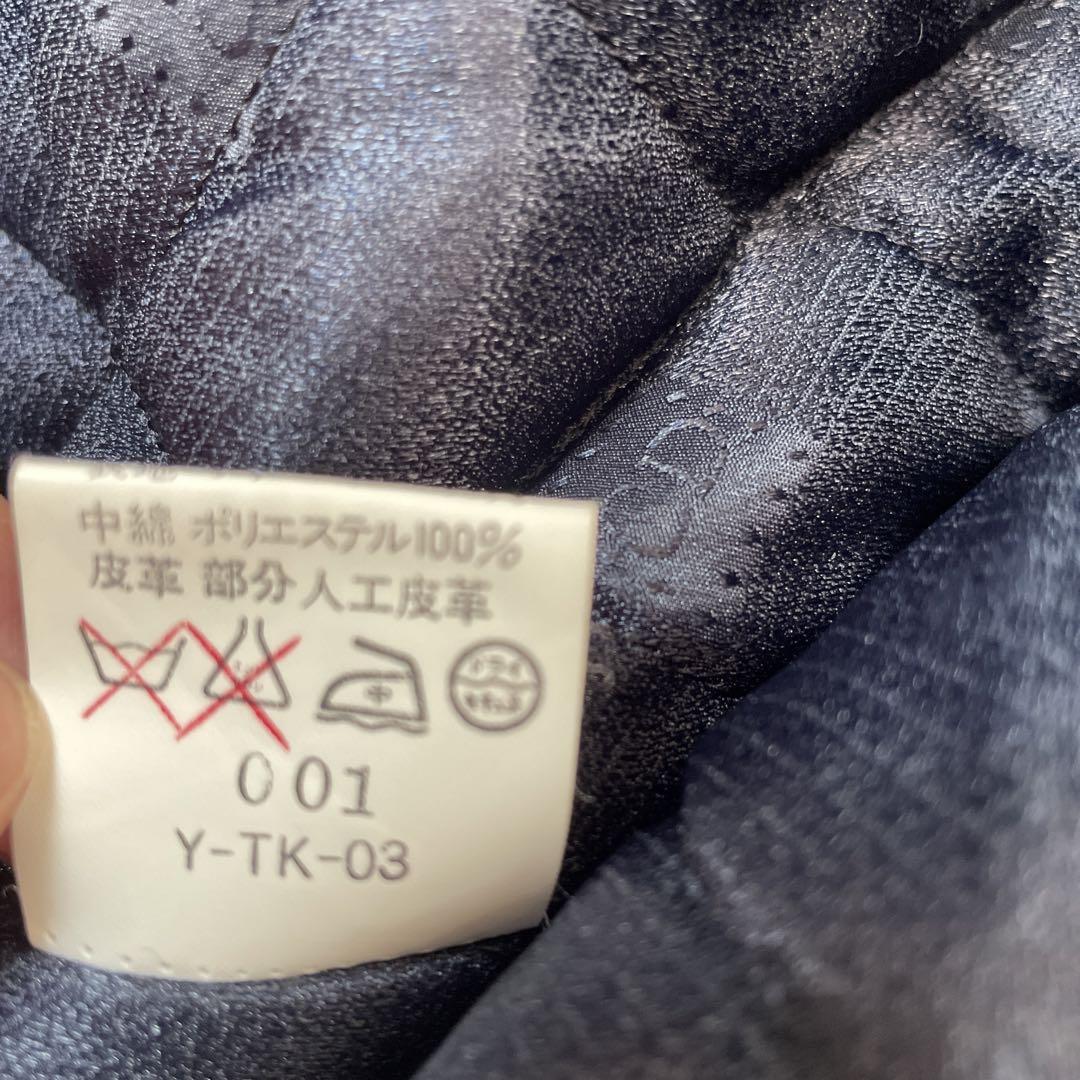 中綿 ポリエステル100%
皮革 部分人工皮革
中
ドライ
001
Y-TK-03